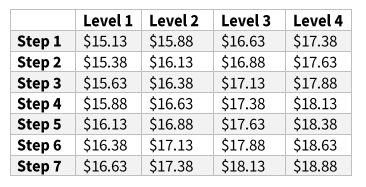 Level 1 Level 2 Level 3 Level 4
Step 1 $15.13 $15.88 $16.63 $17.38
Step 2 $15.38 $16.13 $16.88 $17.63
Step 3 $15.63 $16.38 $17.13 $17.88
Step 4 $15.88 $16.63 $17.38 $18.13
Step 5 $16.13 $16.88 $17.63 $18.38
Step 6 $16.38 $17.13 $17.88 $18.63
Step 7 $16.63 $17.38 $18.13 $18.88